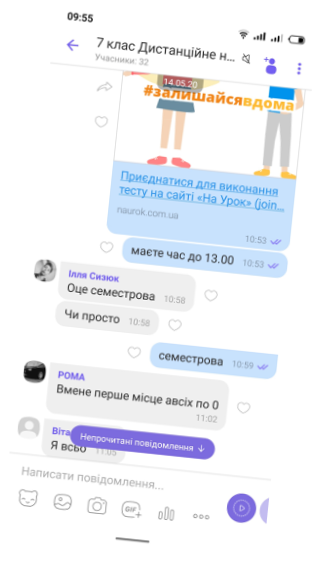 09:55
7 клас Дистанційне н...
Учасники: 32
14.05.20
#залишайсявдома
Приєднатися для виконання
тесту на сайті «На Урок» (join...
naurok.com.ua
10:53
маєте час до 13.00 10:53
Ілля Сизюк
Оце семестрова 10:58
Чи просто 10:58
семестрова 10:59
РОМА
Вмене перше місце авсіх по 0
11:02
Віта
Непрочитані повідомлення ↓
Я всьо 11:05
Написати повідомлення...
GIF